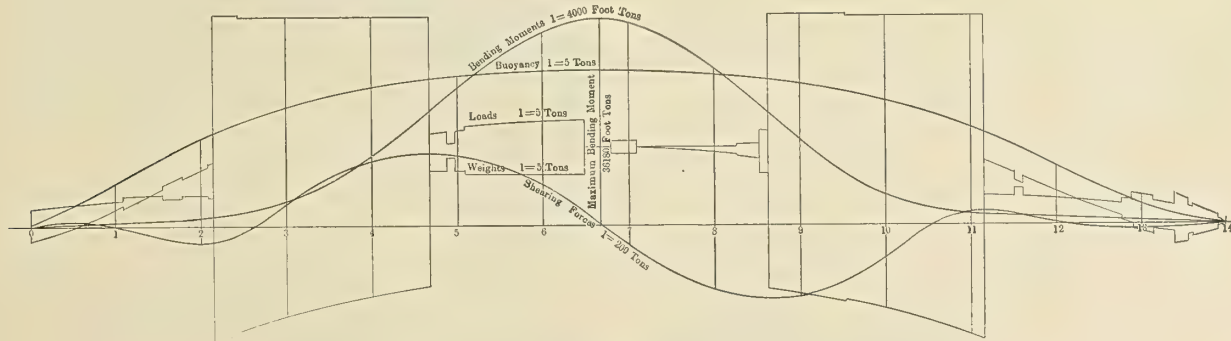 Bending Moments 1=4000 Foot Tons
Buoyancy 1=5 Tons
Loads 1=5 Tons
Maximum Bending Moment
36180 Foot Tons
Weights 1=5 Tons
Shearing Forces 1=200 Tons
0 1 2 3 4 5 6 7 8 9 10 11 12 13 14